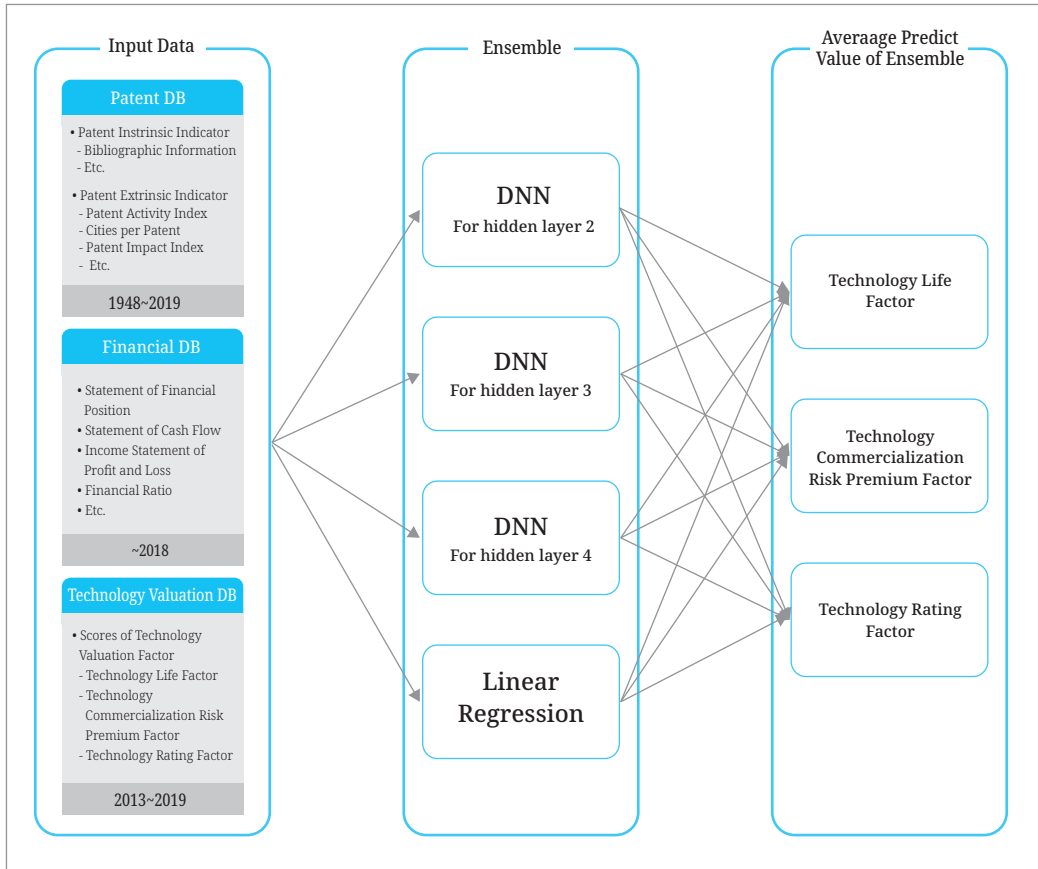 Input Data
Patent DB
• Patent Instrinsic Indicator
- Bibliographic Information
- Etc.
• Patent Extrinsic Indicator
- Patent Activity Index
- Cities per Patent
- Patent Impact Index
- Etc.
1948~2019
Financial DB
• Statement of Financial
Position
• Statement of Cash Flow
• Income Statement of
Profit and Loss
• Financial Ratio
• Etc.
~2018
Technology Valuation DB
• Scores of Technology
Valuation Factor
- Technology Life Factor
- Technology
Commercialization Risk
Premium Factor
- Technology Rating Factor
2013~2019
Ensemble
DNN
For hidden layer 2
DNN
For hidden layer 3
DNN
For hidden layer 4
Linear
Regression
Averaage Predict
Value of Ensemble
Technology Life
Factor
Technology
Commercialization
Risk Premium Factor
Technology Rating
Factor